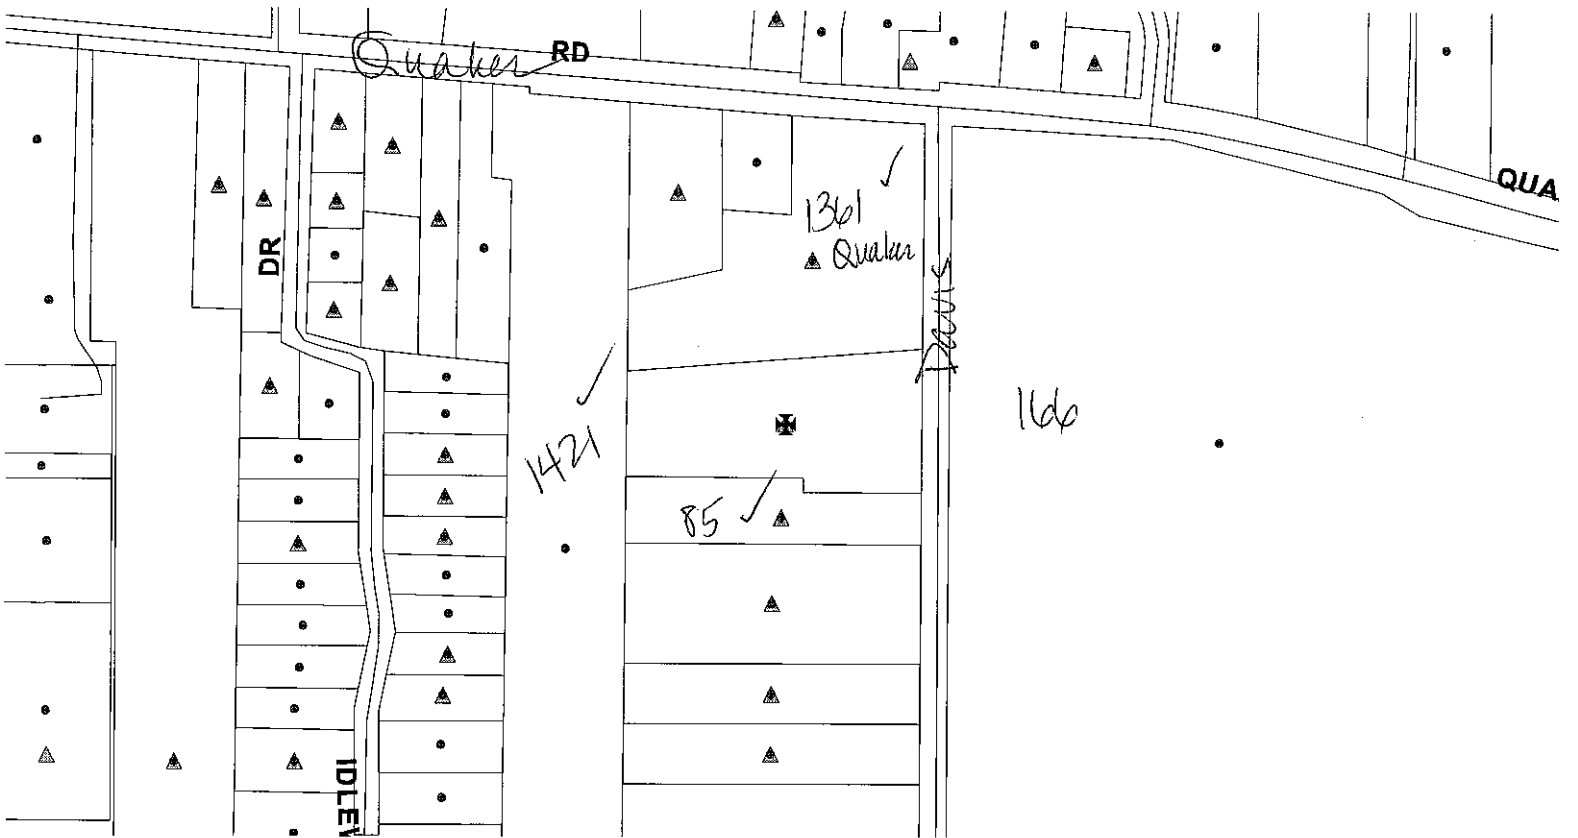 Quaker RD
QUA
1361
Quaker
DR
Davis
166
1421
85
IDLEV